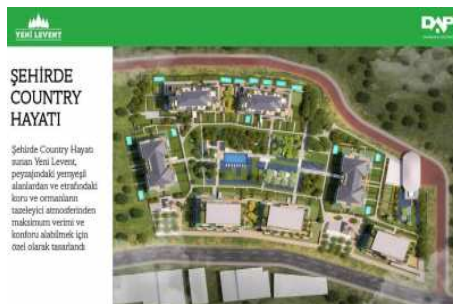 YENİ LEVENT
DAP
ŞEHİRDE
COUNTRY
HAYATI
Şehirde Country Hayatı
sunan Yeni Levent,
peyzajındaki yemyeşil
alanlardan ve etrafındaki
koru ve ormanların
tazeleyici atmosferinden
maksimum verimi ve
konforu alabilmek için
özel olarak tasarlandı